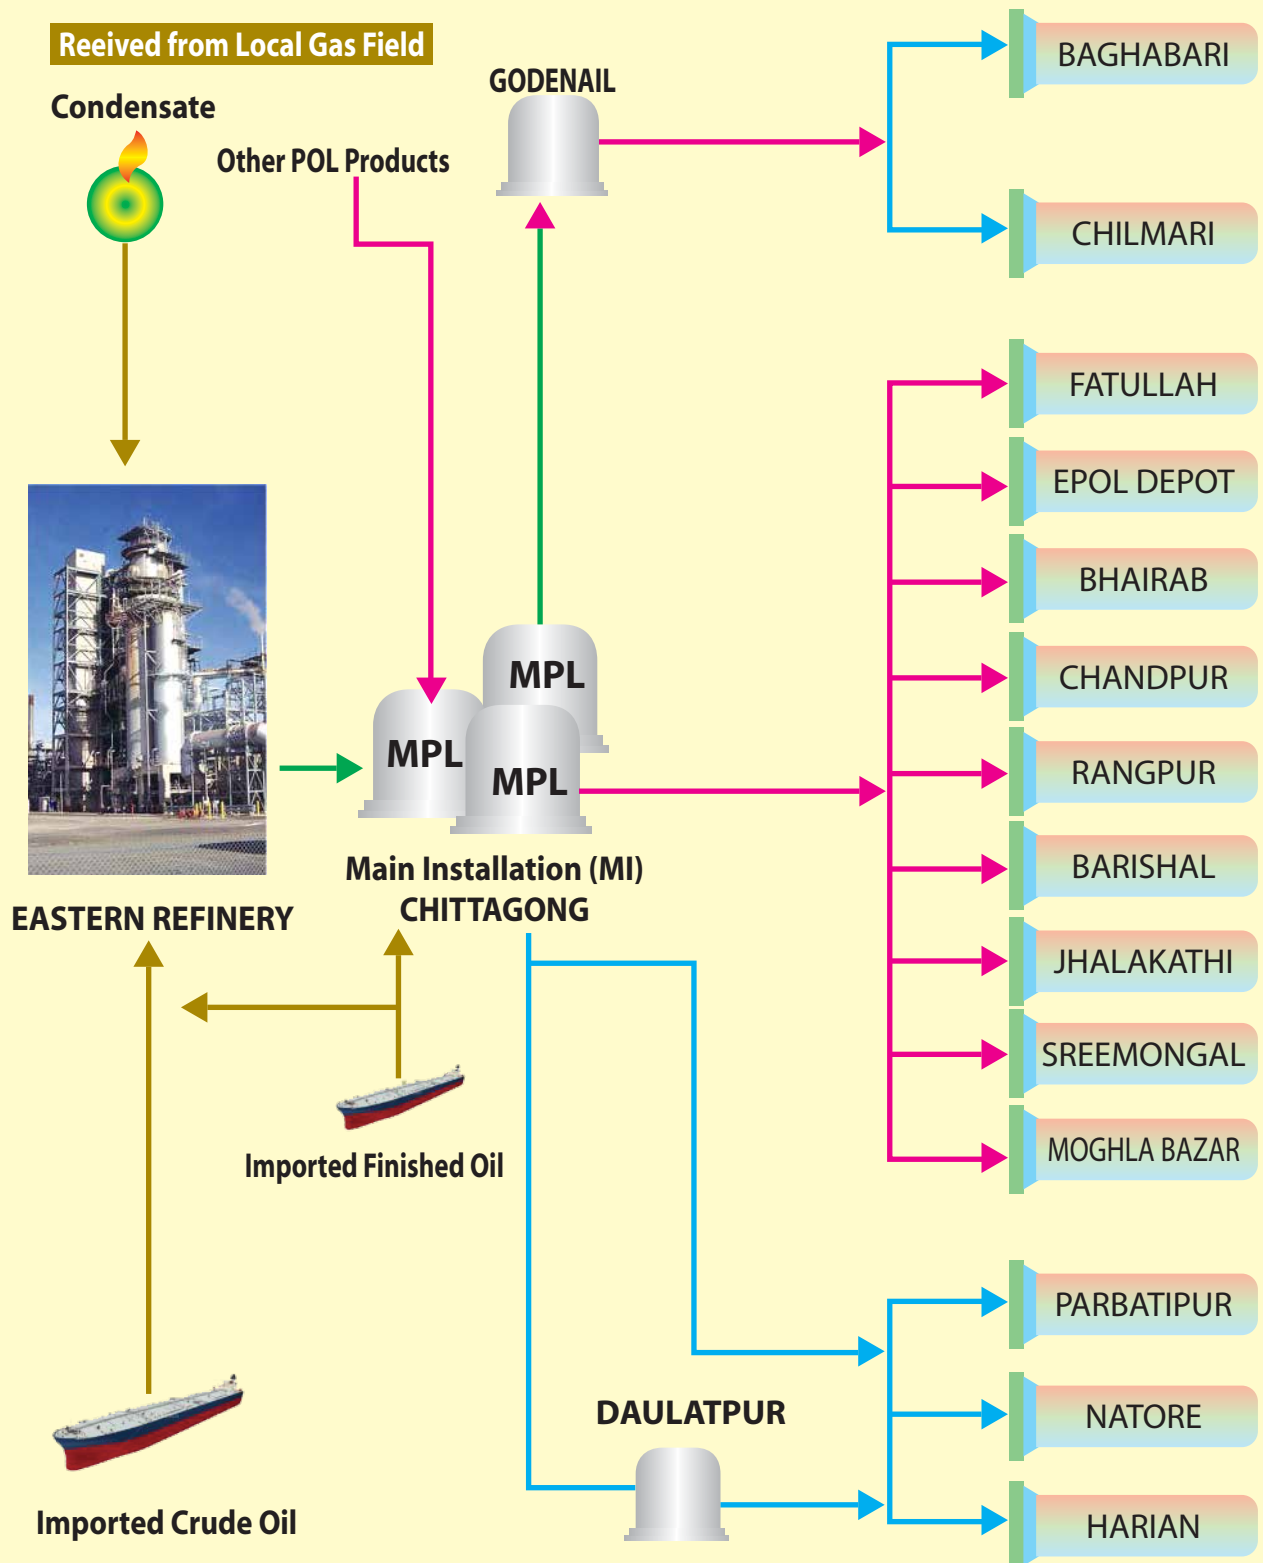 Reeived from Local Gas Field
Condensate
Other POL Products
GODENAIL
BAGHABARI
CHILMARI
FATULLAH
EPOL DEPOT
BHAIRAB
CHANDPUR
RANGPUR
BARISHAL
JHALAKATHI
SREEMONGAL
MOGHLA BAZAR
MPL
MPL
MPL
Main Installation (MI)
CHITTAGONG
EASTERN REFINERY
Imported Finished Oil
PARBATIPUR
NATORE
HARIAN
DAULATPUR
Imported Crude Oil